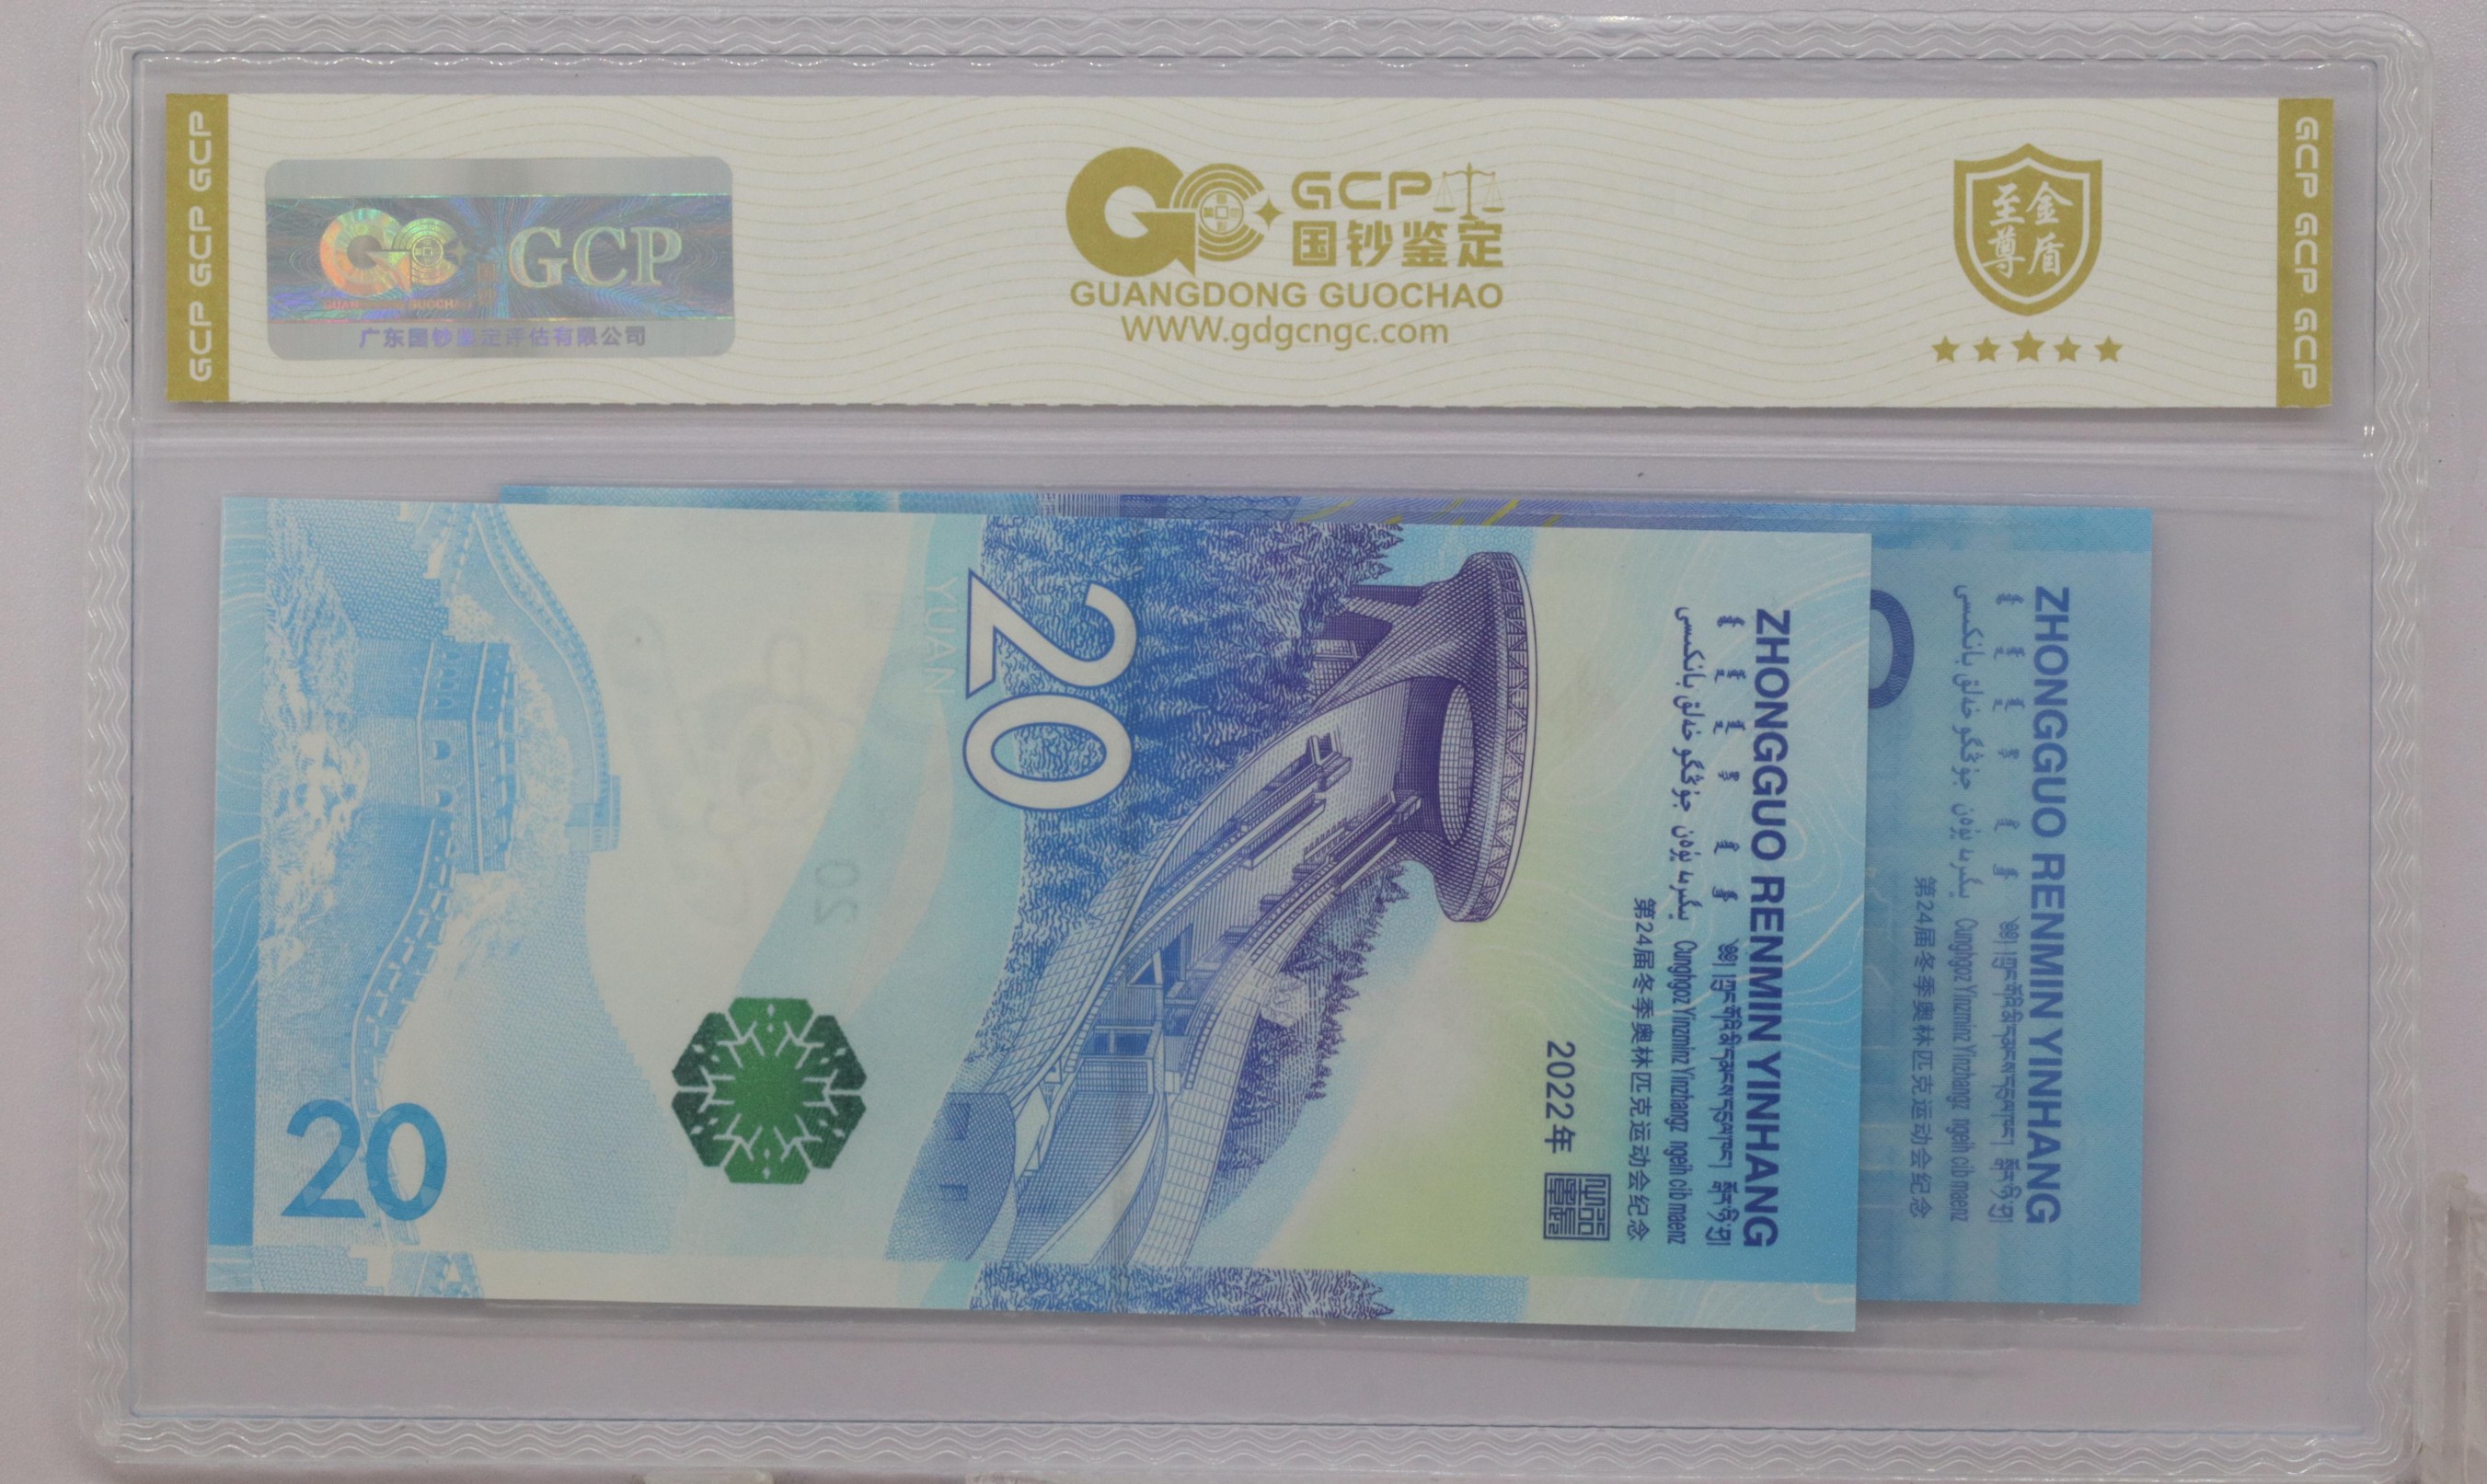 GCP GCP GCP
GCP
广东国钞鉴定评估有限公司
GCP
国钞鉴定
GUANGDONG GUOCHAO
WWW.gdgcngc.com
至金
尊盾
GCP GCP GCP
ZHONGGUO RENMIN YINHANG
Cunghgoz Yinzminz Yinzhangz ngeih cib maenz
第24届冬季奥林匹克运动会纪念
2022年
20
YUAN
20
20
ZHONGGUO RENMIN YINHANG
Cunghgoz Yinzminz Yinzhangz ngeih cib maenz
第24届冬季奥林匹克运动会纪念